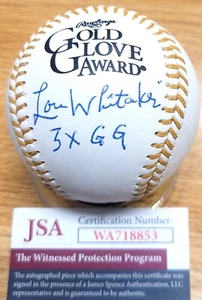 Rawlings
GOLD GLOVE
AWARD®
Lou Whitaker
3x GG
JSA
Certification Number:
WA718853
The Witnessed Protection Program
The autographed piece which accompanies this certificate was
signed in the presence of a James Spence Authentication, LLC
representative and is guaranteed to be authentic.